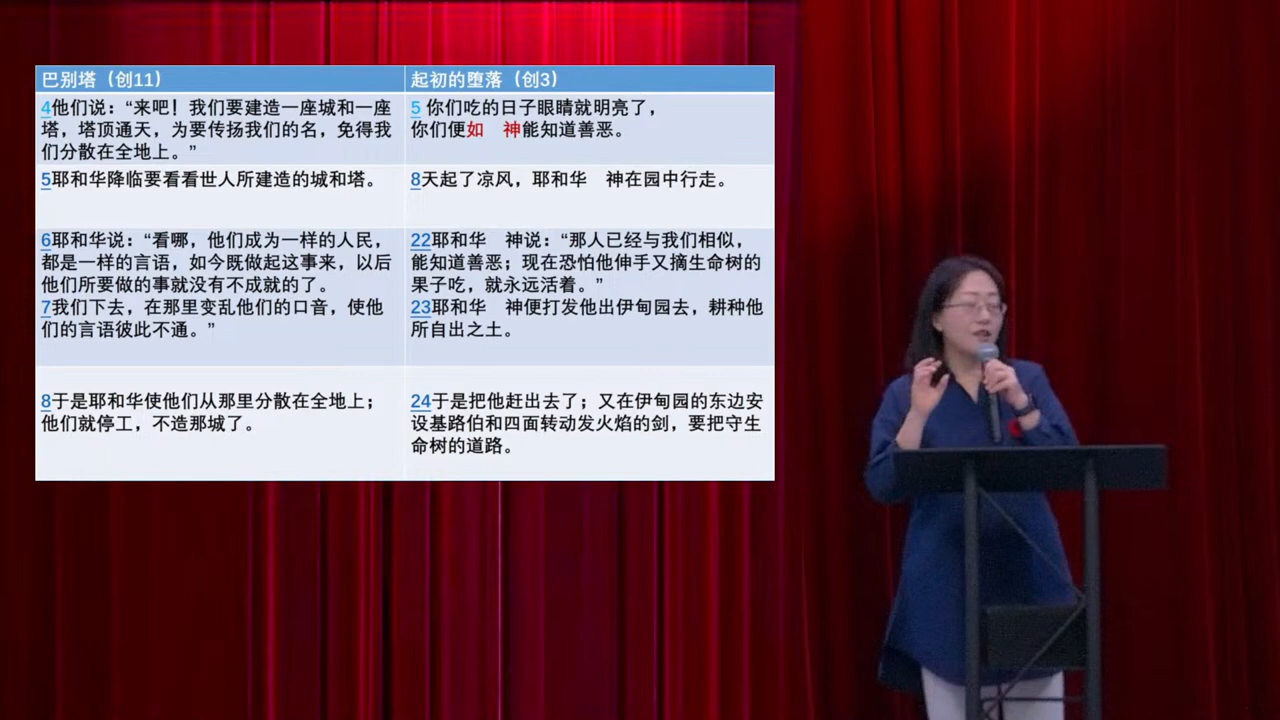 巴别塔（创11）
起初的堕落（创3）
4他们说：“来吧！我们要建造一座城和一座
塔，塔顶通天，为要传扬我们的名，免得我
们分散在全地上。”
5 你们吃的日子眼睛就明亮了，
你们便如　神能知道善恶。
5耶和华降临要看看世人所建造的城和塔。
8天起了凉风，耶和华　神在园中行走。
6耶和华说：“看哪，他们成为一样的人民，
都是一样的言语，如今既做起这事来，以后
他们所要做的事就没有不成就的了。
7我们下去，在那里变乱他们的口音，使他
们的言语彼此不通。”
22耶和华　神说：“那人已经与我们相似，
能知道善恶；现在恐怕他伸手又摘生命树的
果子吃，就永远活着。”
23耶和华　神便打发他出伊甸园去，耕种他
所自出之土。
8于是耶和华使他们从那里分散在全地上；
他们就停工，不造那城了。
24于是把他赶出去了；又在伊甸园的东边安
设基路伯和四面转动发火焰的剑，要把守生
命树的道路。